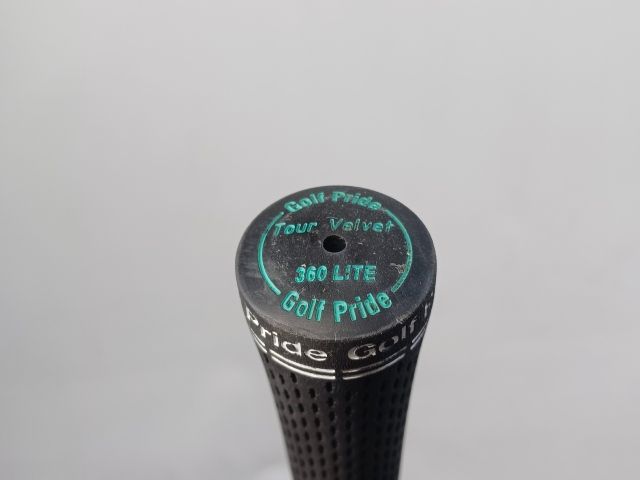 Golf Pride
Tour Velvet
360 LITE
Golf Pride
Pride Golf